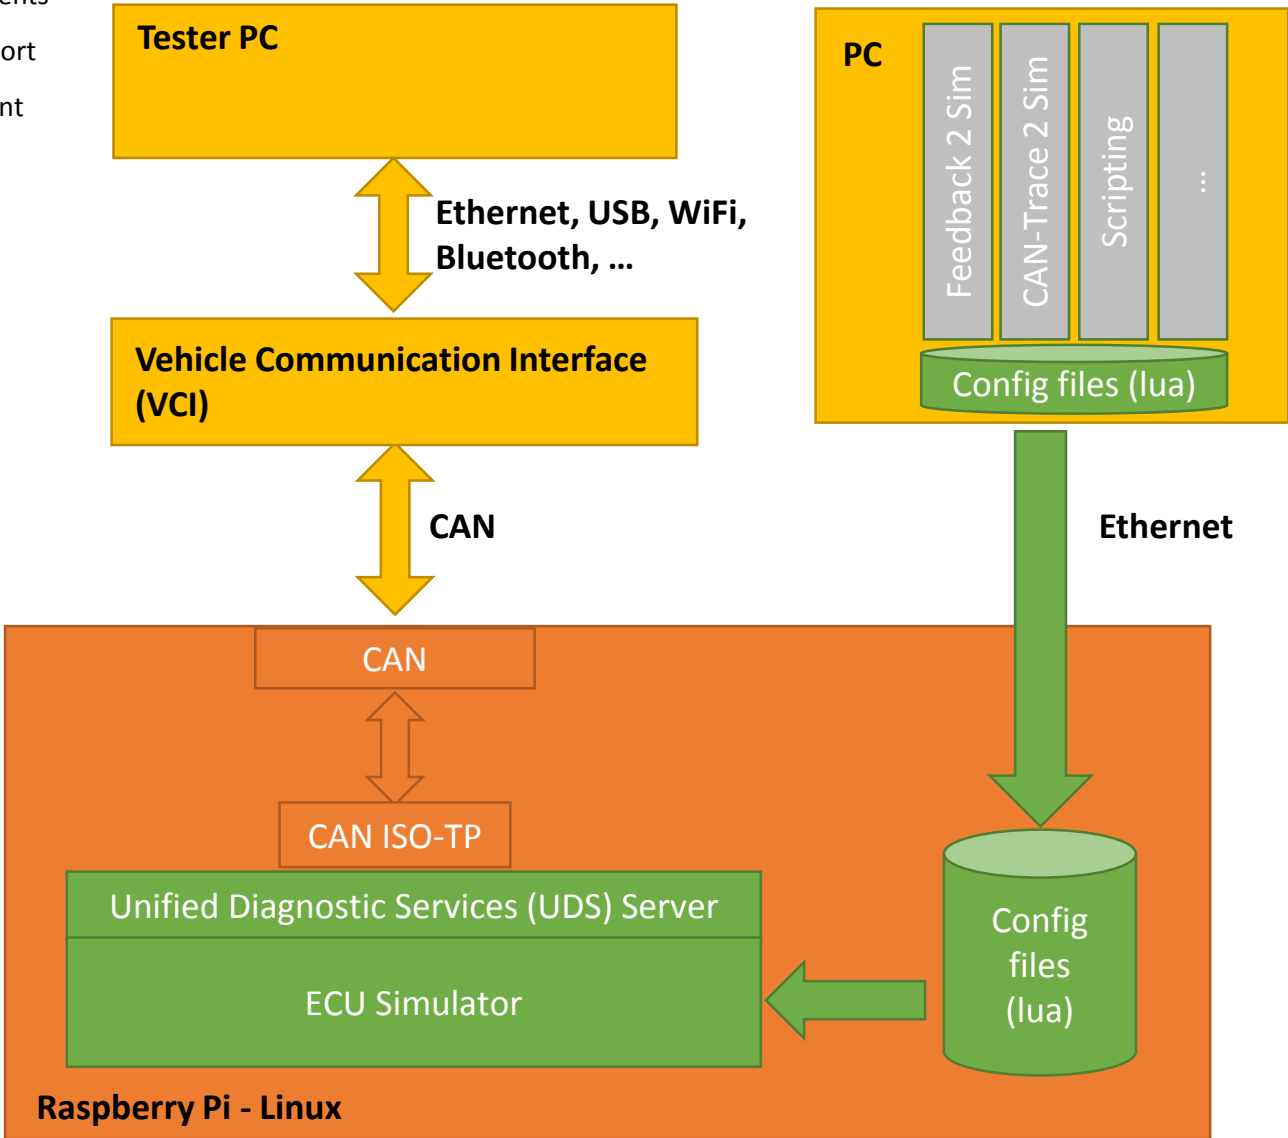 Tester PC
Ethernet, USB, WiFi,
Bluetooth, ...
Vehicle Communication Interface
(VCI)
CAN
PC
Feedback 2 Sim
CAN-Trace 2 Sim
Scripting
...
Config files (lua)
Ethernet
CAN
CAN ISO-TP
Unified Diagnostic Services (UDS) Server
ECU Simulator
Config
files
(lua)
Raspberry Pi - Linux